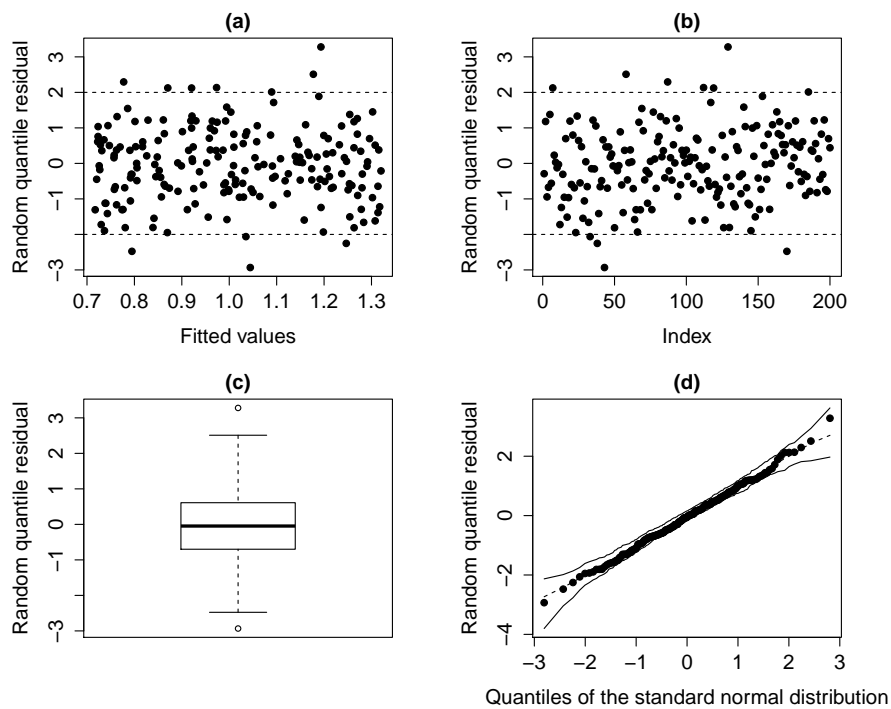 (a)
Random quantile residual
3
2
1
0
−1
−3
0.7 0.8 0.9 1.0 1.1 1.2 1.3
Fitted values
(b)
Random quantile residual
3
2
1
0
−1
−3
0 50 100 150 200
Index
(c)
Random quantile residual
3
2
1
0
−1
−3
(d)
Random quantile residual
2
0
−2
−4
−3 −2 −1 0 1 2 3
Quantiles of the standard normal distribution